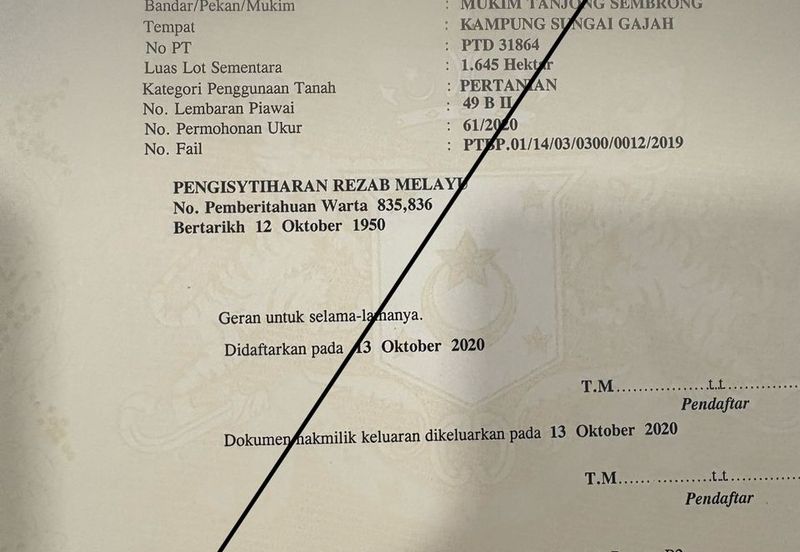 Bandar/Pekan/Mukim : MUKIM TANJONG SEMBRONG
Tempat : KAMPUNG SUNGAI GAJAH
No PT : PTD 31864
Luas Lot Sementara : 1.645 Hektar
Kategori Penggunaan Tanah : PERTANIAN
No. Lembaran Piawai : 49 B II
No. Permohonan Ukur : 61/2020
No. Fail : PTBP.01/14/03/0300/0012/2019
PENGISYTIHARAN REZAB MELAYU
No. Pemberitahuan Warta 835,836
Bertarikh 12 Oktober 1950
Geran untuk selama-lamanya.
Didaftarkan pada 13 Oktober 2020
T.M..................t.t............
Pendaftar
Dokumen hakmilik keluaran dikeluarkan pada 13 Oktober 2020
T.M...... ..........t.t............
Pendaftar